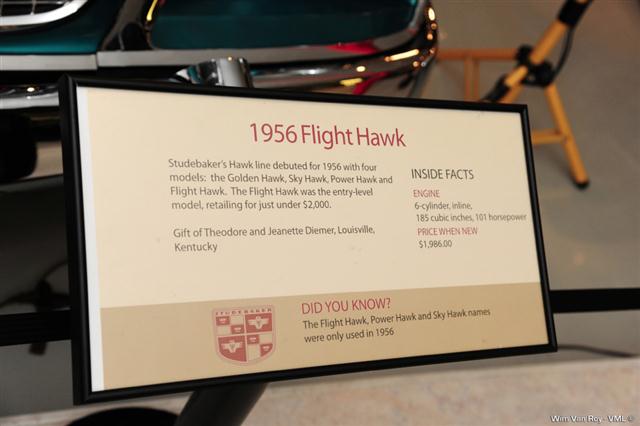 1956 Flight Hawk
Studebaker's Hawk line debuted for 1956 with four
models: the Golden Hawk, Sky Hawk, Power Hawk and
Flight Hawk. The Flight Hawk was the entry-level
model, retailing for just under $2,000.
Gift of Theodore and Jeanette Diemer, Louisville,
Kentucky
INSIDE FACTS
ENGINE
6-cylinder, inline,
185 cubic inches, 101 horsepower
PRICE WHEN NEW
$1,986.00
STUDEBAKER
DID YOU KNOW?
The Flight Hawk, Power Hawk and Sky Hawk names
were only used in 1956
Wim Van Roy - VML ©